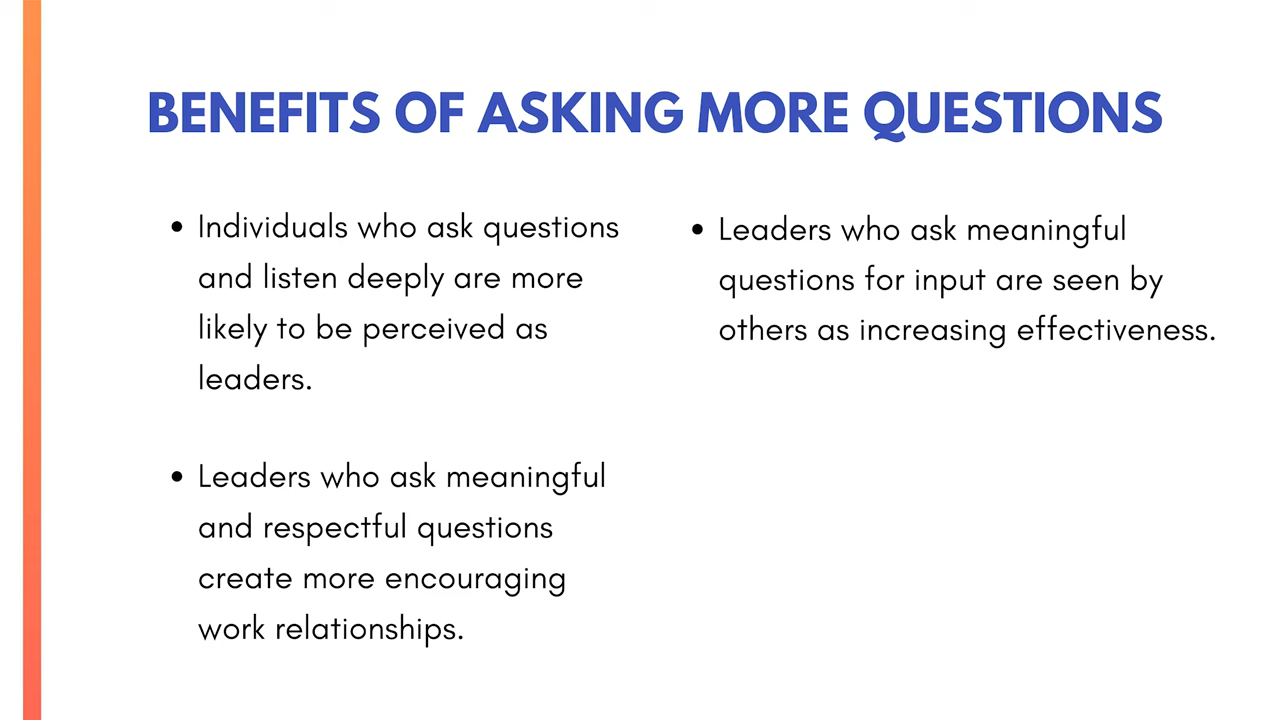 BENEFITS OF ASKING MORE QUESTIONS
• Individuals who ask questions
and listen deeply are more
likely to be perceived as
leaders.
• Leaders who ask meaningful
and respectful questions
create more encouraging
work relationships.
• Leaders who ask meaningful
questions for input are seen by
others as increasing effectiveness.